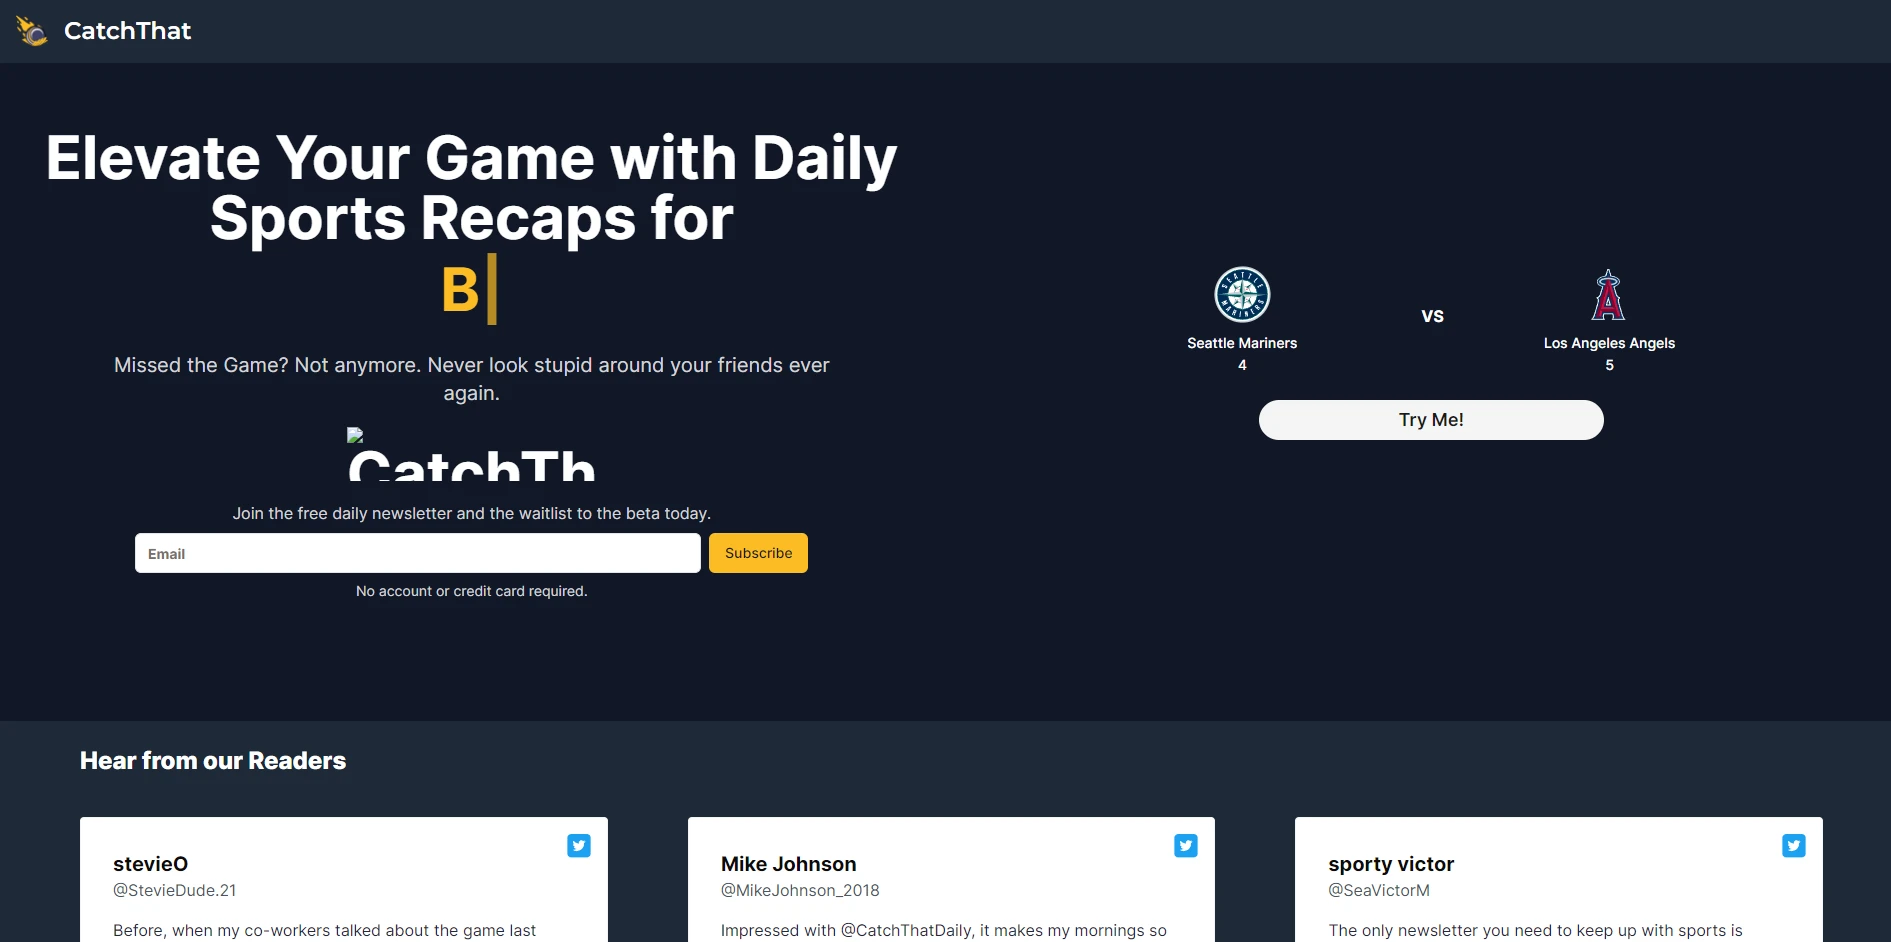 CatchThat
Elevate Your Game with Daily
Sports Recaps for
B
Missed the Game? Not anymore. Never look stupid around your friends ever
again.
CatchTh
Join the free daily newsletter and the waitlist to the beta today.
Email
Subscribe
No account or credit card required.
SEATTLE MARINERS
VS
A
Seattle Mariners
Los Angeles Angels
4
5
Try Me!
Hear from our Readers
stevieO
@StevieDude.21
Before, when my co-workers talked about the game last
Mike Johnson
@MikeJohnson_2018
Impressed with @CatchThatDaily, it makes my mornings so
sporty victor
@SeaVictorM
The only newsletter you need to keep up with sports is